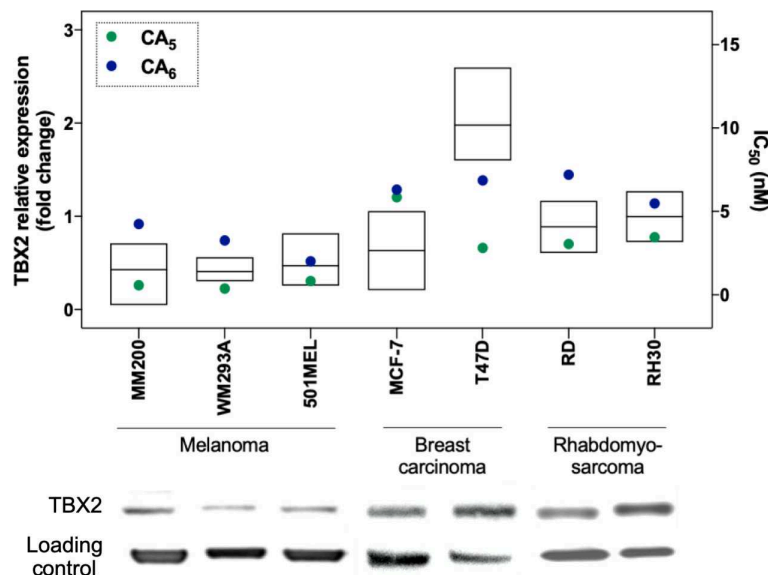 CA5
CA6
TBX2 relative expression
(fold change)
3
2
1
0
IC50 (nM)
15
10
5
0
MM200
WM293A
501MEL
MCF-7
T47D
RD
RH30
Melanoma
Breast
carcinoma
Rhabdomyo-
sarcoma
TBX2
Loading
control